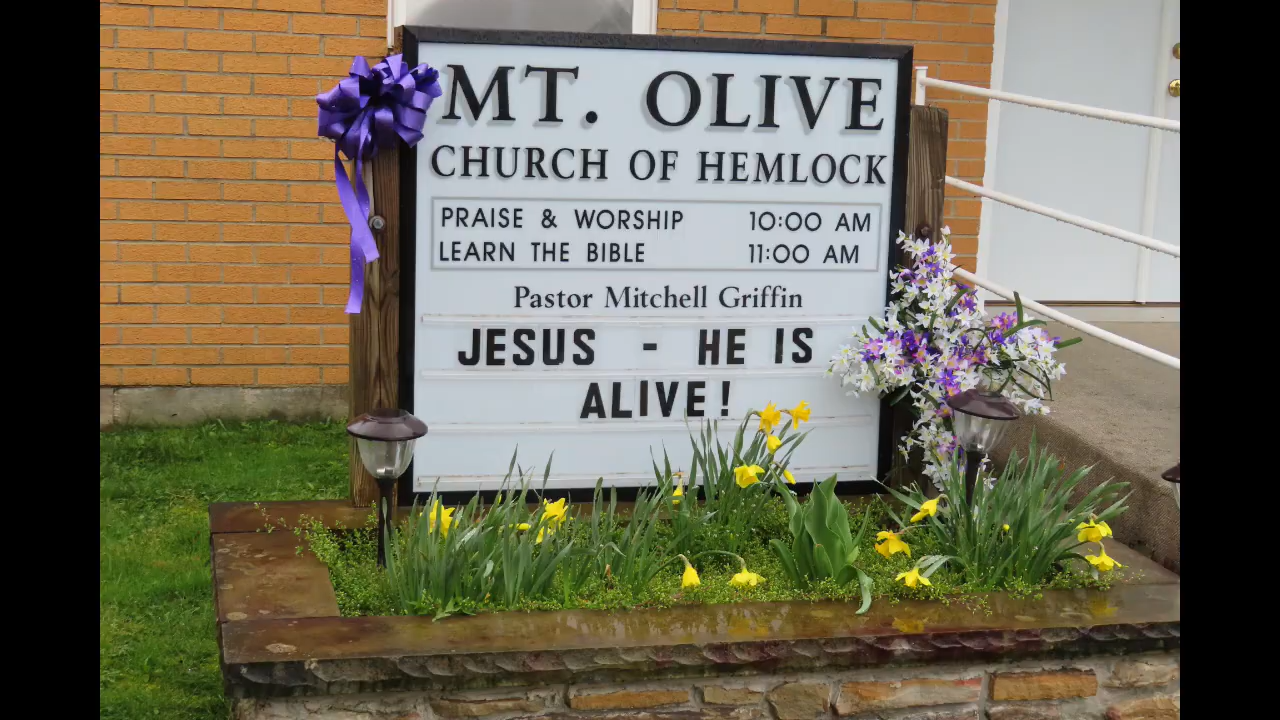 MT. OLIVE
CHURCH OF HEMLOCK
PRAISE & WORSHIP 10:00 AM
LEARN THE BIBLE 11:00 AM
Pastor Mitchell Griffin
JESUS - HE IS
ALIVE!